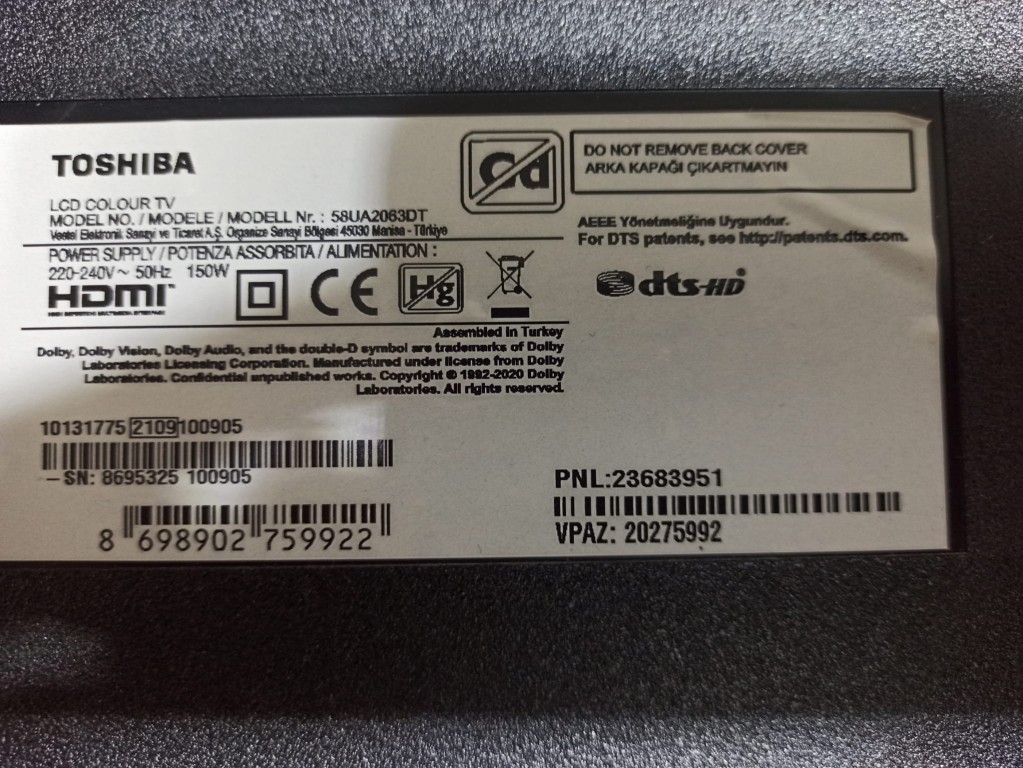 TOSHIBA
LCD COLOUR TV
MODEL NO. / MODELE / MODELL Nr. : 58UA2063DT
Vestel Elektronik Sanayi ve Ticaret A.Ş. Organize Sanayi Bölgesi 45030 Manisa - Türkiye
POWER SUPPLY / POTENZA ASSORBITA / ALIMENTATION :
220-240V ~ 50Hz 150W
HDMI
HIGH DEFINITION MULTIMEDIA INTERFACE
CE
Hg
Cd
DO NOT REMOVE BACK COVER
ARKA KAPAĞI ÇIKARTMAYIN
AEEE Yönetmeliğine Uygundur.
For DTS patents, see http://patents.dts.com.
dts-HD
Assembled in Turkey
Dolby, Dolby Vision, Dolby Audio, and the double-D symbol are trademarks of Dolby
Laboratories Licensing Corporation. Manufactured under license from Dolby
Laboratories. Confidential unpublished works. Copyright © 1992-2020 Dolby
Laboratories. All rights reserved.
10131775 2109 100905
– SN: 8695325 100905
8 698902 759922
PNL:23683951
VPAZ: 20275992